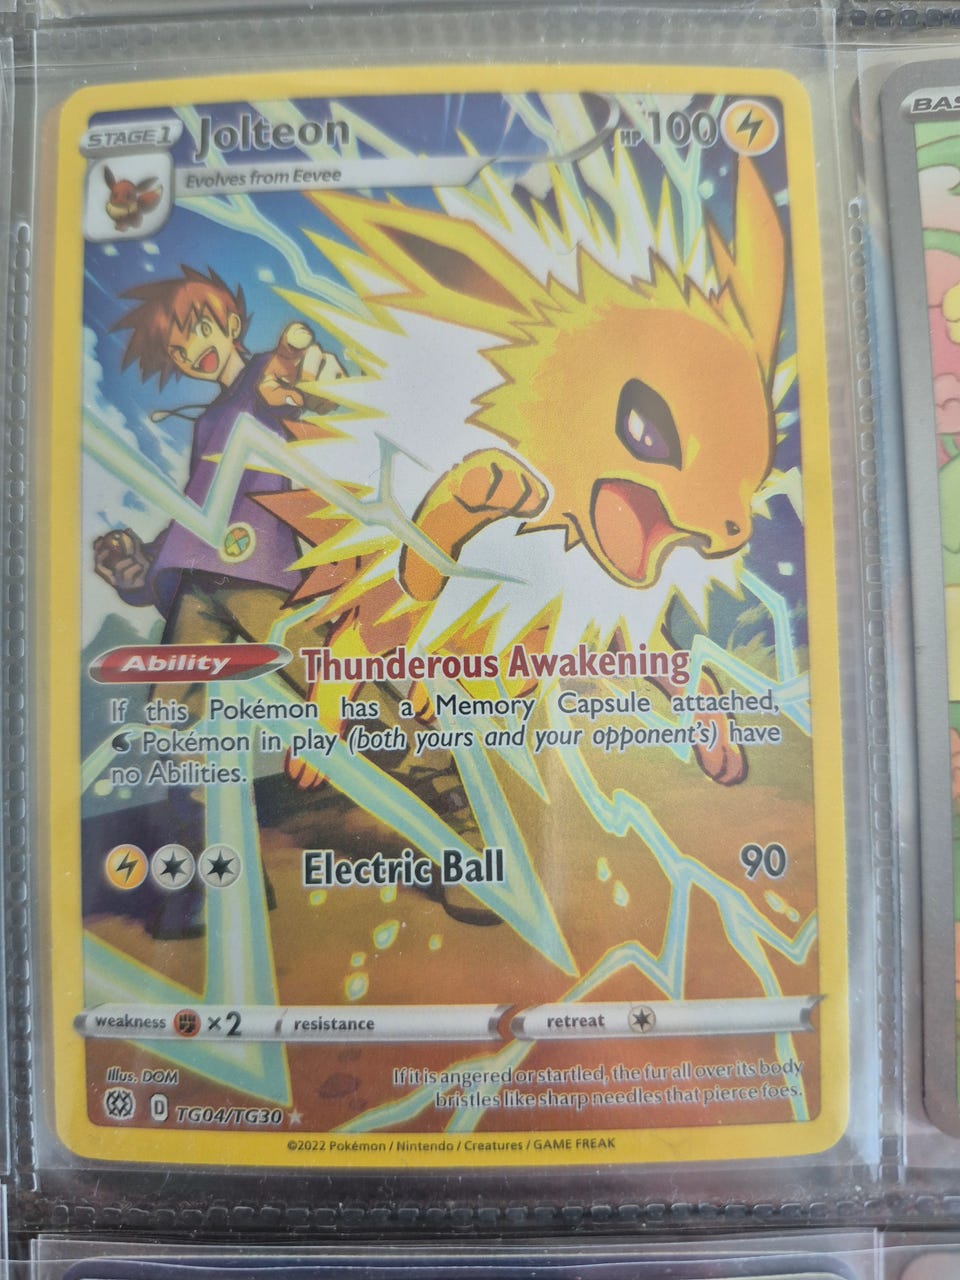 STAGE 1 Jolteon HP 100
Evolves from Eevee
Ability Thunderous Awakening
If this Pokémon has a Memory Capsule attached,
Pokémon in play (both yours and your opponent's) have
no Abilities.
Electric Ball 90
weakness ×2 resistance retreat
Illus. DOM
If it is angered or startled, the fur all over its body
bristles like sharp needles that pierce foes.
D TG04/TG30
©2022 Pokémon / Nintendo / Creatures / GAME FREAK
BAS